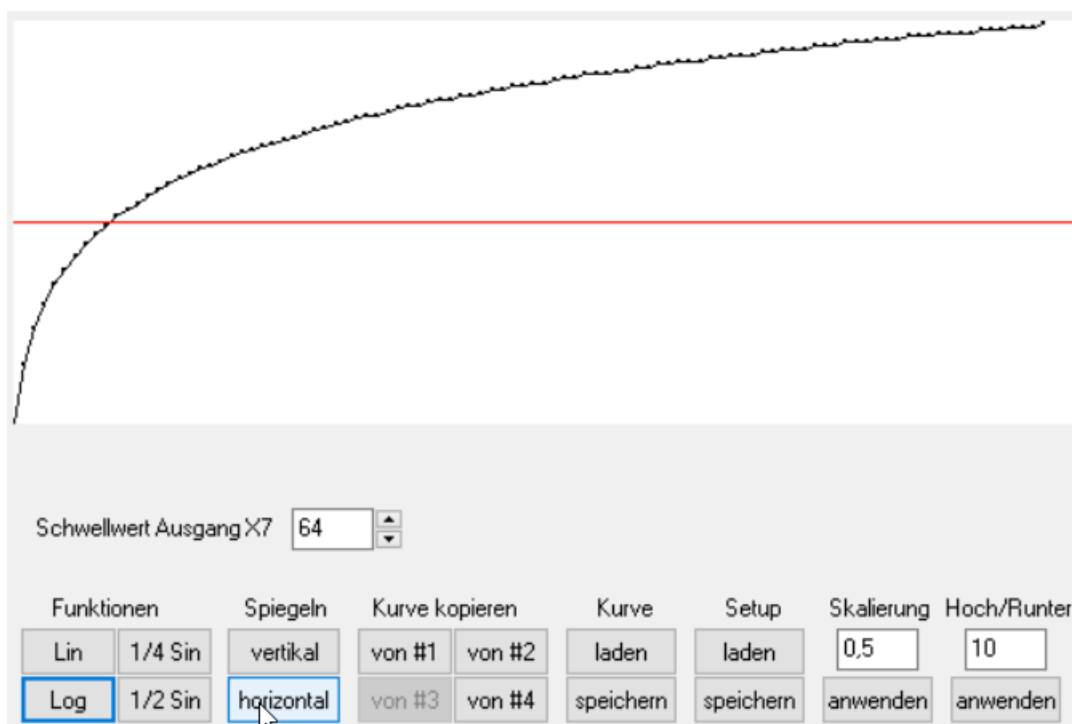 Schwellwert Ausgang X7 64
Funktionen Spiegeln Kurve kopieren Kurve Setup Skalierung Hoch/Runter
Lin 1/4 Sin vertikal von #1 von #2 laden laden 0,5 10
Log 1/2 Sin horizontal von #3 von #4 speichern speichern anwenden anwenden